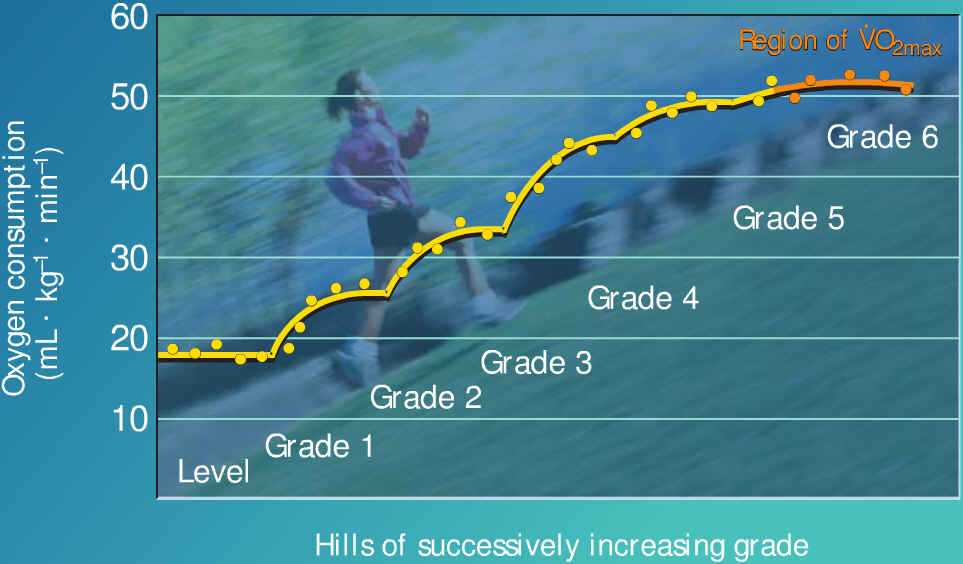 60
50
40
30
20
10
Oxygen consumption
(mL · kg⁻¹ · min⁻¹)
Region of V̇O₂max
Grade 6
Grade 5
Grade 4
Grade 3
Grade 2
Grade 1
Level
Hills of successively increasing grade